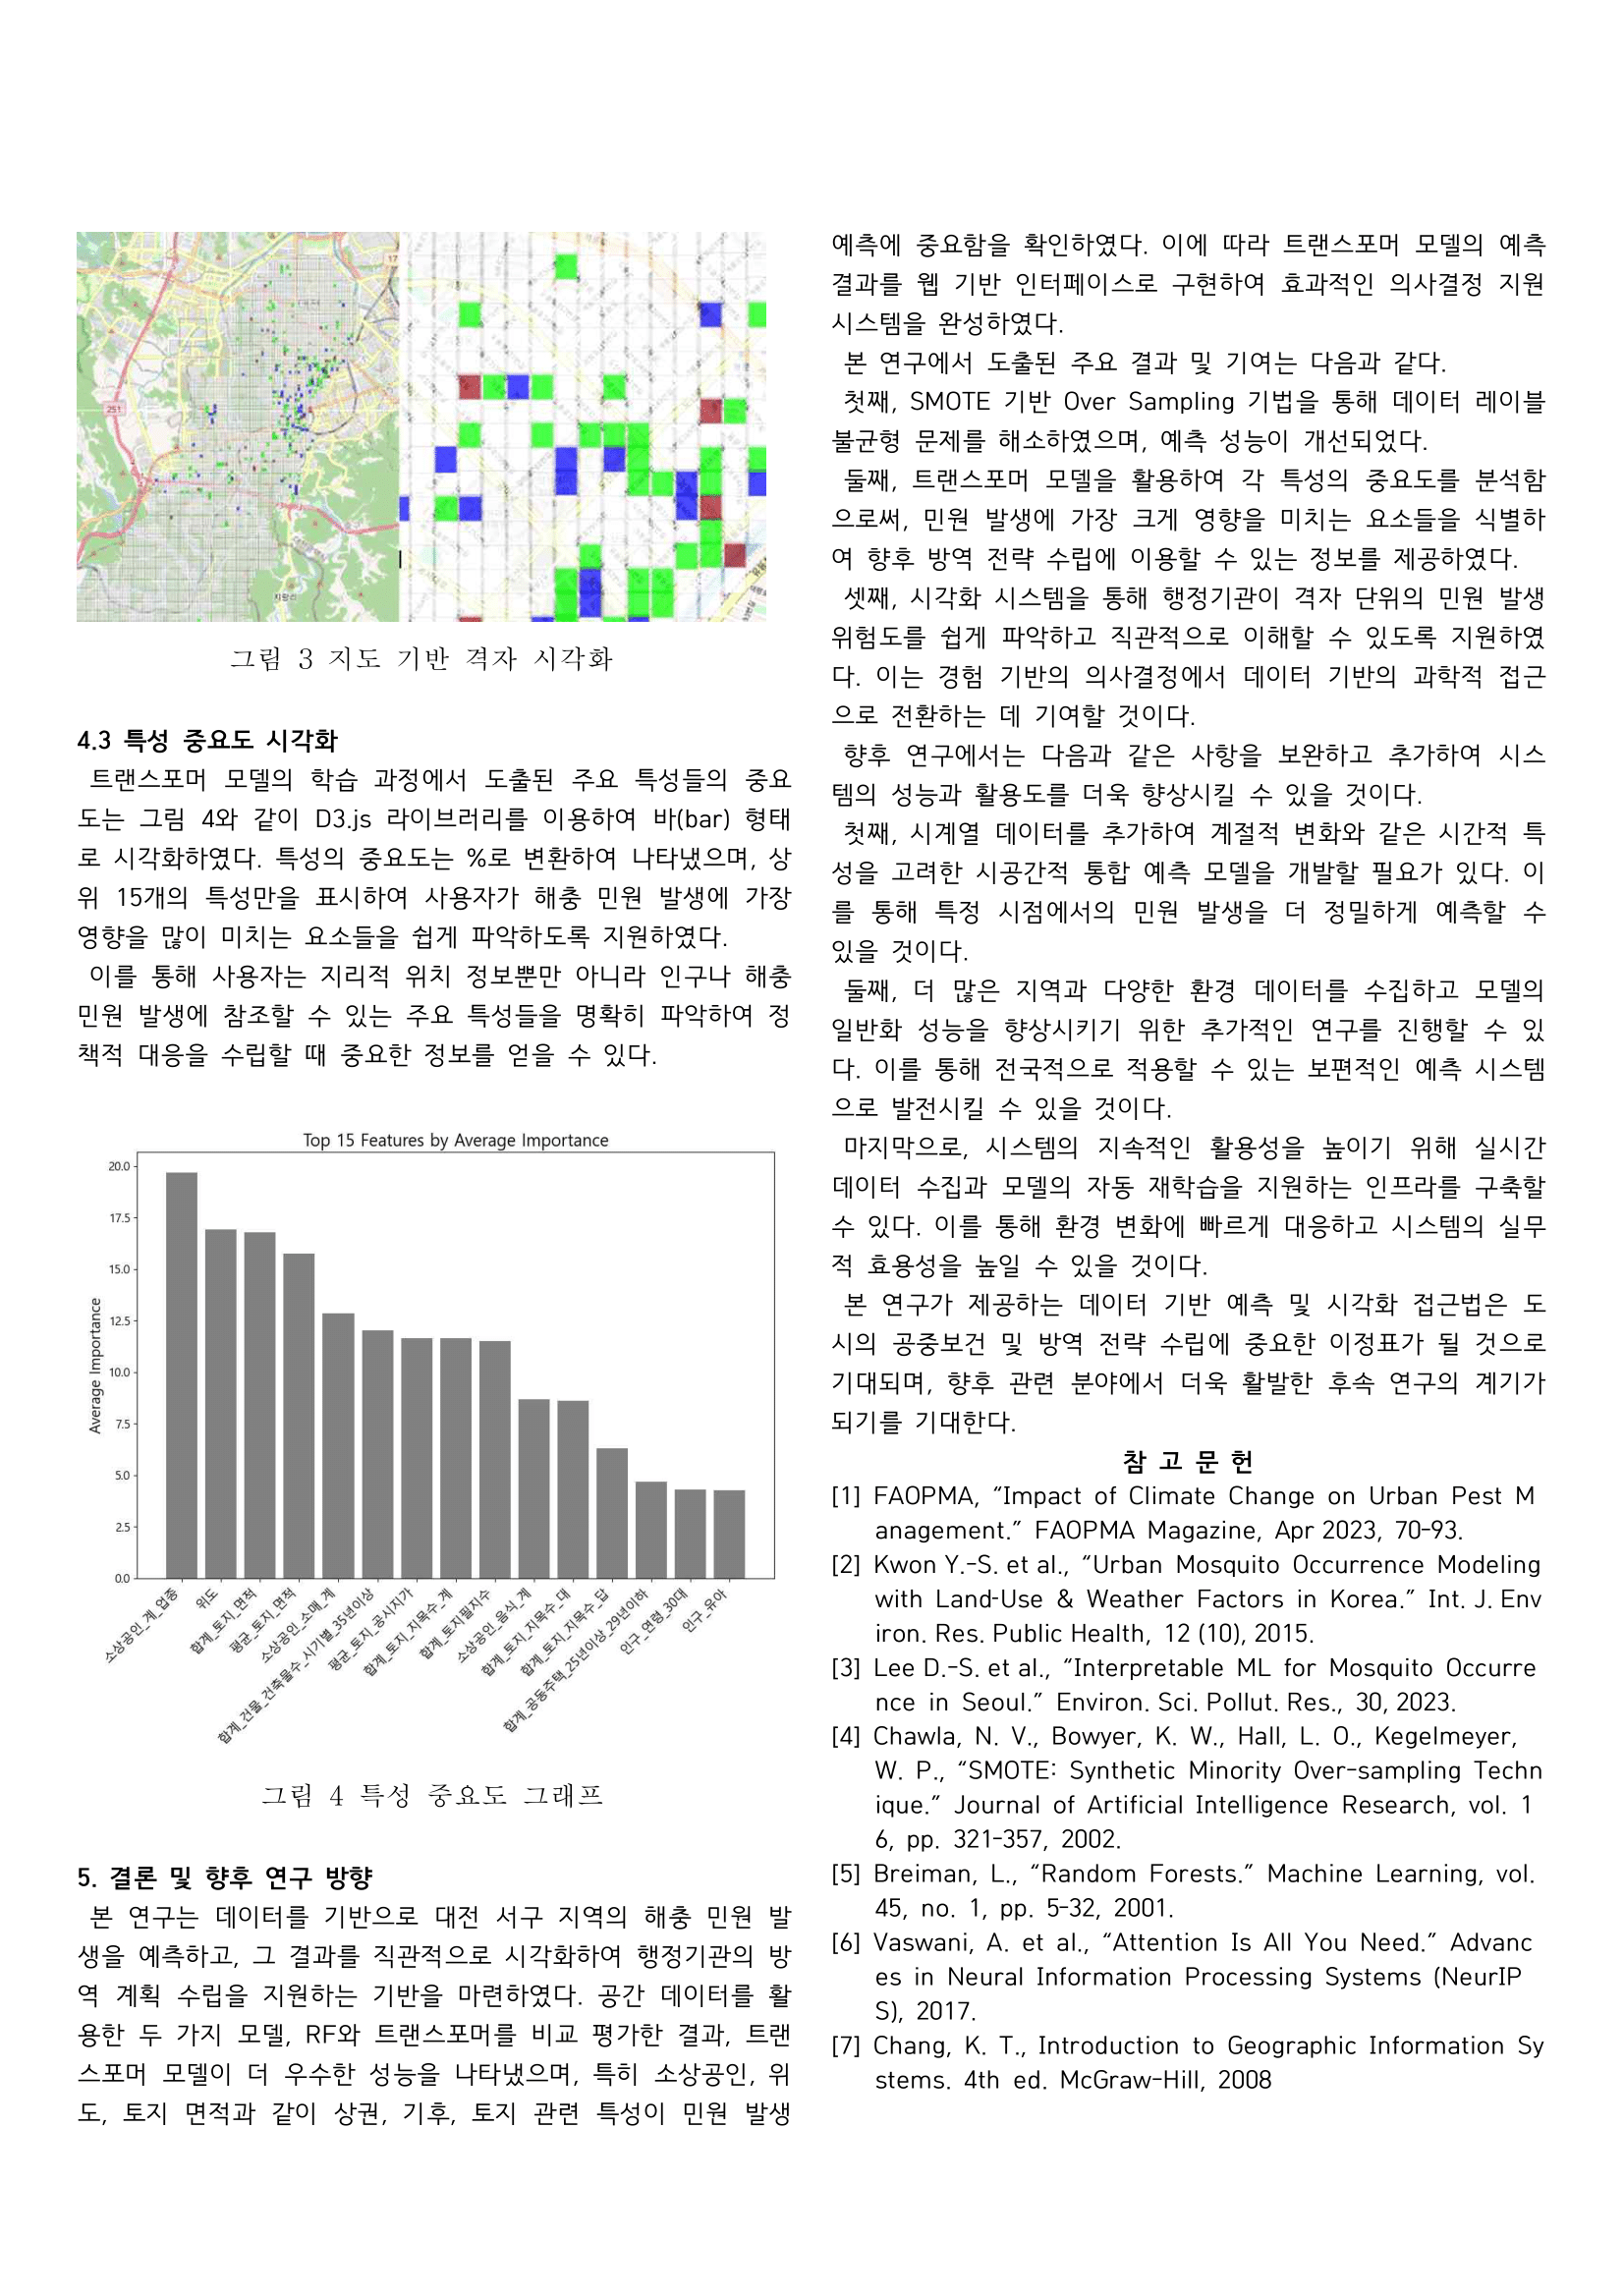 251
17
대전
지량산
그림 3 지도 기반 격자 시각화
4.3 특성 중요도 시각화
트랜스포머 모델의 학습 과정에서 도출된 주요 특성들의 중요
도는 그림 4와 같이 D3.js 라이브러리를 이용하여 바(bar) 형태
로 시각화하였다. 특성의 중요도는 %로 변환하여 나타냈으며, 상
위 15개의 특성만을 표시하여 사용자가 해충 민원 발생에 가장
영향을 많이 미치는 요소들을 쉽게 파악하도록 지원하였다.
이를 통해 사용자는 지리적 위치 정보뿐만 아니라 인구나 해충
민원 발생에 참조할 수 있는 주요 특성들을 명확히 파악하여 정
책적 대응을 수립할 때 중요한 정보를 얻을 수 있다.
Top 15 Features by Average Importance
Average Importance
20.0
17.5
15.0
12.5
10.0
7.5
5.0
2.5
0.0
소상공인_계_업종
위도
합계_토지_면적
평균_토지_면적
소상공인_소매_계
합계_건물_건축물수_시기별_35년이상
평균_토지_공시지가
합계_토지_지목수_계
합계_토지필지수
소상공인_음식_계
합계_토지_지목수_대
합계_토지_지목수_답
합계_공동주택_25년이상_29년이하
인구_연령_30대
인구_유아
그림 4 특성 중요도 그래프
5. 결론 및 향후 연구 방향
본 연구는 데이터를 기반으로 대전 서구 지역의 해충 민원 발
생을 예측하고, 그 결과를 직관적으로 시각화하여 행정기관의 방
역 계획 수립을 지원하는 기반을 마련하였다. 공간 데이터를 활
용한 두 가지 모델, RF와 트랜스포머를 비교 평가한 결과, 트랜
스포머 모델이 더 우수한 성능을 나타냈으며, 특히 소상공인, 위
도, 토지 면적과 같이 상권, 기후, 토지 관련 특성이 민원 발생
예측에 중요함을 확인하였다. 이에 따라 트랜스포머 모델의 예측
결과를 웹 기반 인터페이스로 구현하여 효과적인 의사결정 지원
시스템을 완성하였다.
본 연구에서 도출된 주요 결과 및 기여는 다음과 같다.
첫째, SMOTE 기반 Over Sampling 기법을 통해 데이터 레이블
불균형 문제를 해소하였으며, 예측 성능이 개선되었다.
둘째, 트랜스포머 모델을 활용하여 각 특성의 중요도를 분석함
으로써, 민원 발생에 가장 크게 영향을 미치는 요소들을 식별하
여 향후 방역 전략 수립에 이용할 수 있는 정보를 제공하였다.
셋째, 시각화 시스템을 통해 행정기관이 격자 단위의 민원 발생
위험도를 쉽게 파악하고 직관적으로 이해할 수 있도록 지원하였
다. 이는 경험 기반의 의사결정에서 데이터 기반의 과학적 접근
으로 전환하는 데 기여할 것이다.
향후 연구에서는 다음과 같은 사항을 보완하고 추가하여 시스
템의 성능과 활용도를 더욱 향상시킬 수 있을 것이다.
첫째, 시계열 데이터를 추가하여 계절적 변화와 같은 시간적 특
성을 고려한 시공간적 통합 예측 모델을 개발할 필요가 있다. 이
를 통해 특정 시점에서의 민원 발생을 더 정밀하게 예측할 수
있을 것이다.
둘째, 더 많은 지역과 다양한 환경 데이터를 수집하고 모델의
일반화 성능을 향상시키기 위한 추가적인 연구를 진행할 수 있
다. 이를 통해 전국적으로 적용할 수 있는 보편적인 예측 시스템
으로 발전시킬 수 있을 것이다.
마지막으로, 시스템의 지속적인 활용성을 높이기 위해 실시간
데이터 수집과 모델의 자동 재학습을 지원하는 인프라를 구축할
수 있다. 이를 통해 환경 변화에 빠르게 대응하고 시스템의 실무
적 효용성을 높일 수 있을 것이다.
본 연구가 제공하는 데이터 기반 예측 및 시각화 접근법은 도
시의 공중보건 및 방역 전략 수립에 중요한 이정표가 될 것으로
기대되며, 향후 관련 분야에서 더욱 활발한 후속 연구의 계기가
되기를 기대한다.
참 고 문 헌
[1] FAOPMA, “Impact of Climate Change on Urban Pest M
anagement.” FAOPMA Magazine, Apr 2023, 70-93.
[2] Kwon Y.-S. et al., “Urban Mosquito Occurrence Modeling
with Land-Use & Weather Factors in Korea.” Int. J. Env
iron. Res. Public Health, 12 (10), 2015.
[3] Lee D.-S. et al., “Interpretable ML for Mosquito Occurre
nce in Seoul.” Environ. Sci. Pollut. Res., 30, 2023.
[4] Chawla, N. V., Bowyer, K. W., Hall, L. O., Kegelmeyer,
W. P., “SMOTE: Synthetic Minority Over-sampling Techn
ique.” Journal of Artificial Intelligence Research, vol. 1
6, pp. 321-357, 2002.
[5] Breiman, L., “Random Forests.” Machine Learning, vol.
45, no. 1, pp. 5-32, 2001.
[6] Vaswani, A. et al., “Attention Is All You Need.” Advanc
es in Neural Information Processing Systems (NeurIP
S), 2017.
[7] Chang, K. T., Introduction to Geographic Information Sy
stems. 4th ed. McGraw-Hill, 2008